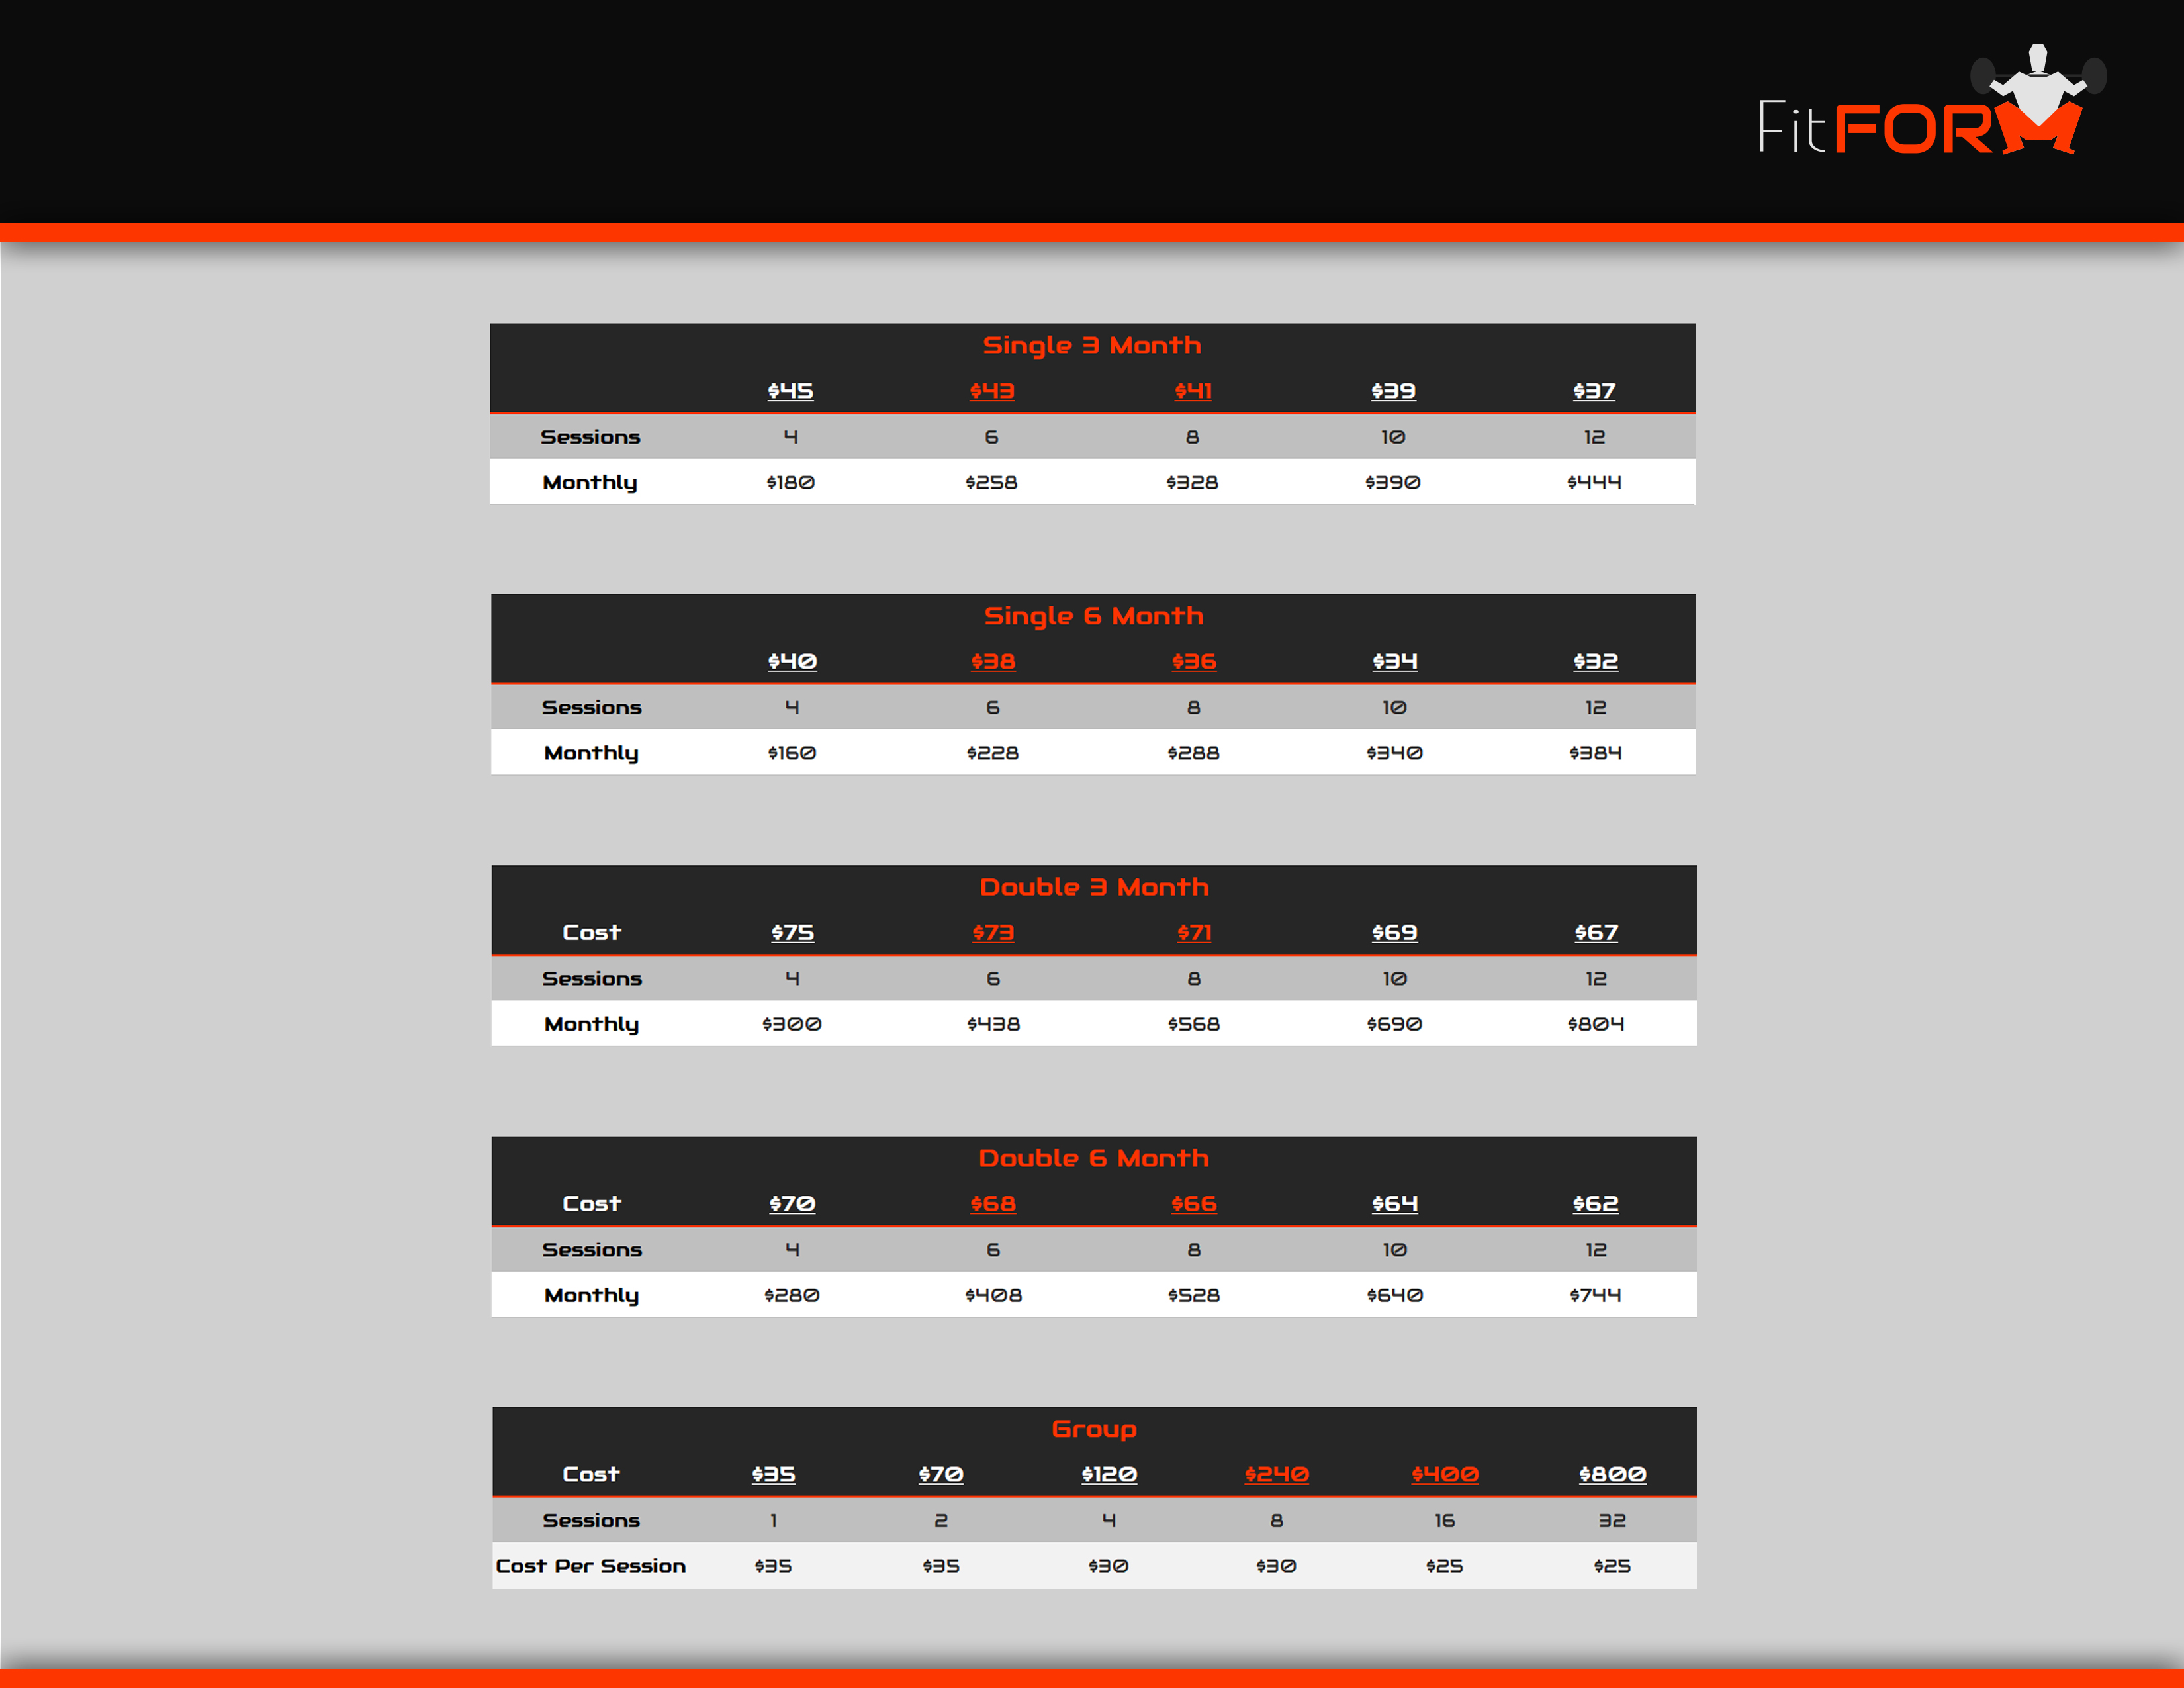 FitFORM
Single 3 Month
$45 $43 $41 $39 $37
Sessions 4 6 8 10 12
Monthly $180 $258 $328 $390 $444
Single 6 Month
$40 $38 $36 $34 $32
Sessions 4 6 8 10 12
Monthly $160 $228 $288 $340 $384
Double 3 Month
Cost $75 $73 $71 $69 $67
Sessions 4 6 8 10 12
Monthly $300 $438 $568 $690 $804
Double 6 Month
Cost $70 $68 $66 $64 $62
Sessions 4 6 8 10 12
Monthly $280 $408 $528 $640 $744
Group
Cost $35 $70 $120 $240 $400 $800
Sessions 1 2 4 8 16 32
Cost Per Session $35 $35 $30 $30 $25 $25